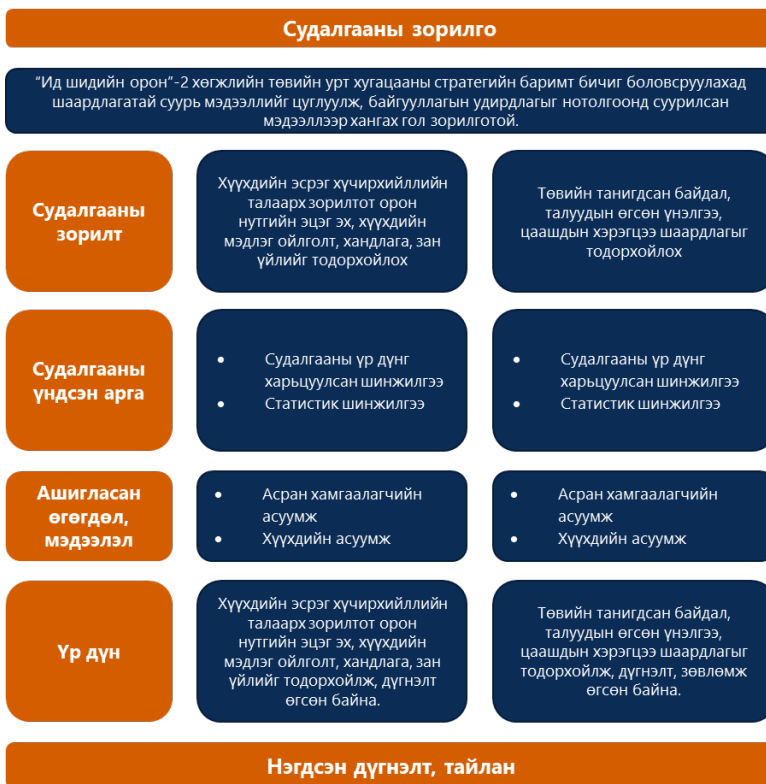 Судалгааны зорилго
“Ид шидийн орон”-2 хөгжлийн төвийн урт хугацааны стратегийн баримт бичиг боловсруулахад
шаардлагатай суурь мэдээллийг цуглуулж, байгууллагын удирдлагыг нотолгоонд суурилсан
мэдээллээр хангах гол зорилготой.
Судалгааны
зорилт
Хүүхдийн эсрэг хүчирхийллийн
талаарх зорилтот орон
нутгийн эцэг эх, хүүхдийн
мэдлэг ойлголт, хандлага, зан
үйлийг тодорхойлох
Төвийн танигдсан байдал,
талуудын өгсөн үнэлгээ,
цаашдын хэрэгцээ шаардлагыг
тодорхойлох
Судалгааны
үндсэн арга
• Судалгааны үр дүнг
харьцуулсан шинжилгээ
• Статистик шинжилгээ
• Судалгааны үр дүнг
харьцуулсан шинжилгээ
• Статистик шинжилгээ
Ашигласан
өгөгдөл,
мэдээлэл
• Асран хамгаалагчийн
асуумж
• Хүүхдийн асуумж
• Асран хамгаалагчийн
асуумж
• Хүүхдийн асуумж
Үр дүн
Хүүхдийн эсрэг хүчирхийллийн
талаарх зорилтот орон
нутгийн эцэг эх, хүүхдийн
мэдлэг ойлголт, хандлага, зан
үйлийг тодорхойлж, дүгнэлт
өгсөн байна.
Төвийн танигдсан байдал,
талуудын өгсөн үнэлгээ,
цаашдын хэрэгцээ шаардлагыг
тодорхойлж, дүгнэлт, зөвлөмж
өгсөн байна.
Нэгдсэн дүгнэлт, тайлан